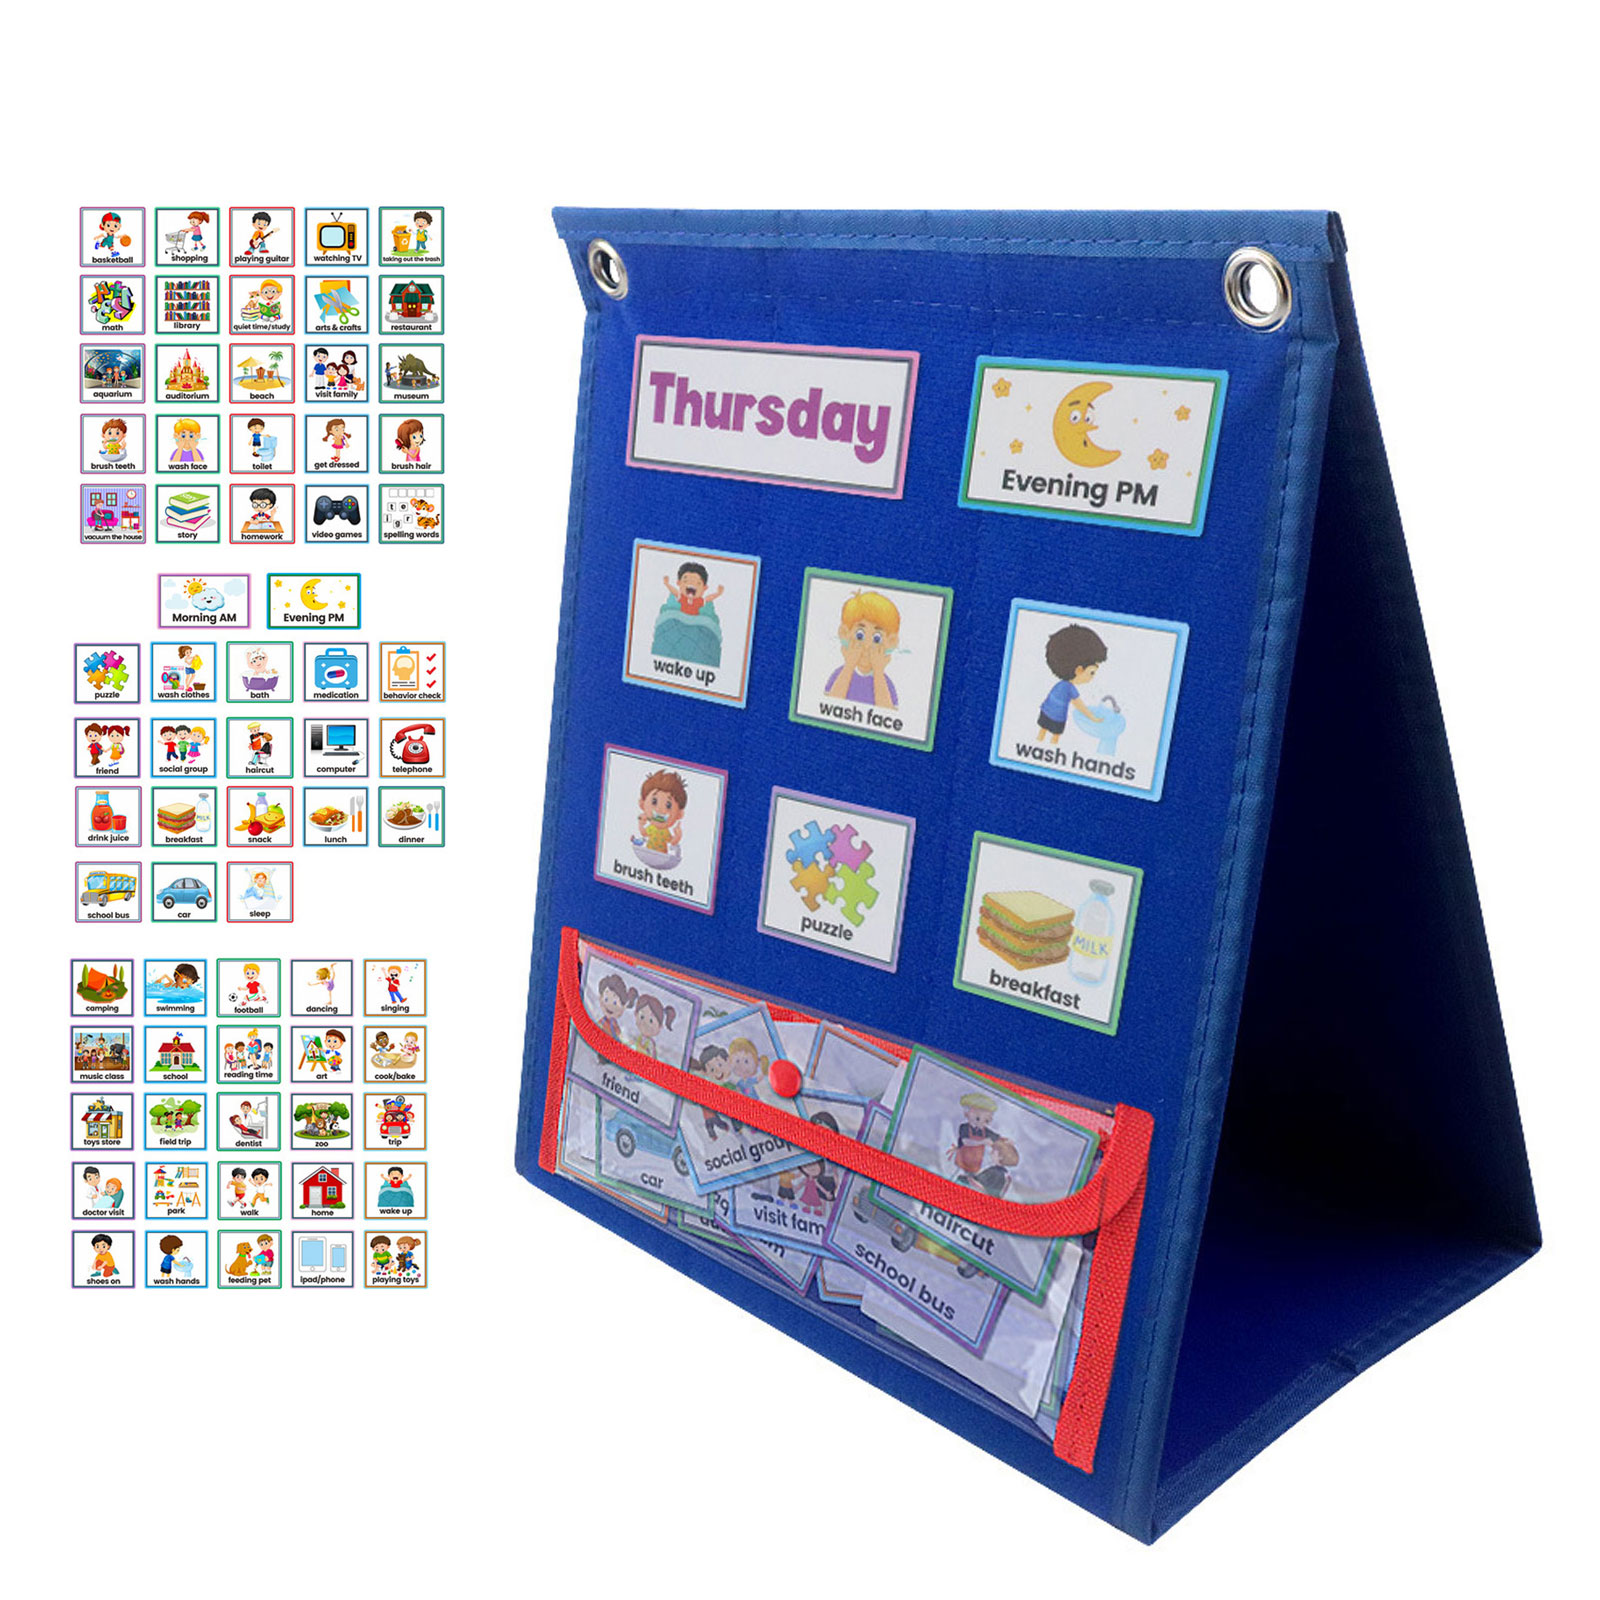 basketball
shopping
playing guitar
watching TV
taking out the trash
math
library
quiet time/study
arts & crafts
restaurant
aquarium
auditorium
beach
visit family
museum
brush teeth
wash face
toilet
get dressed
brush hair
vacuum the house
story
homework
video games
spelling words
t e
i g r
Morning AM
Evening PM
puzzle
wash clothes
bath
medication
behavior check
friend
social group
haircut
computer
telephone
drink juice
breakfast
snack
lunch
dinner
school bus
car
sleep
camping
swimming
football
dancing
singing
music class
school
reading time
art
cook/bake
toys store
field trip
dentist
zoo
trip
doctor visit
park
walk
home
wake up
shoes on
wash hands
feeding pet
ipad/phone
playing toys
Thursday
Evening PM
wake up
wash face
wash hands
brush teeth
puzzle
MILK
breakfast
friend
social group
car
visit fam
haircut
school bus